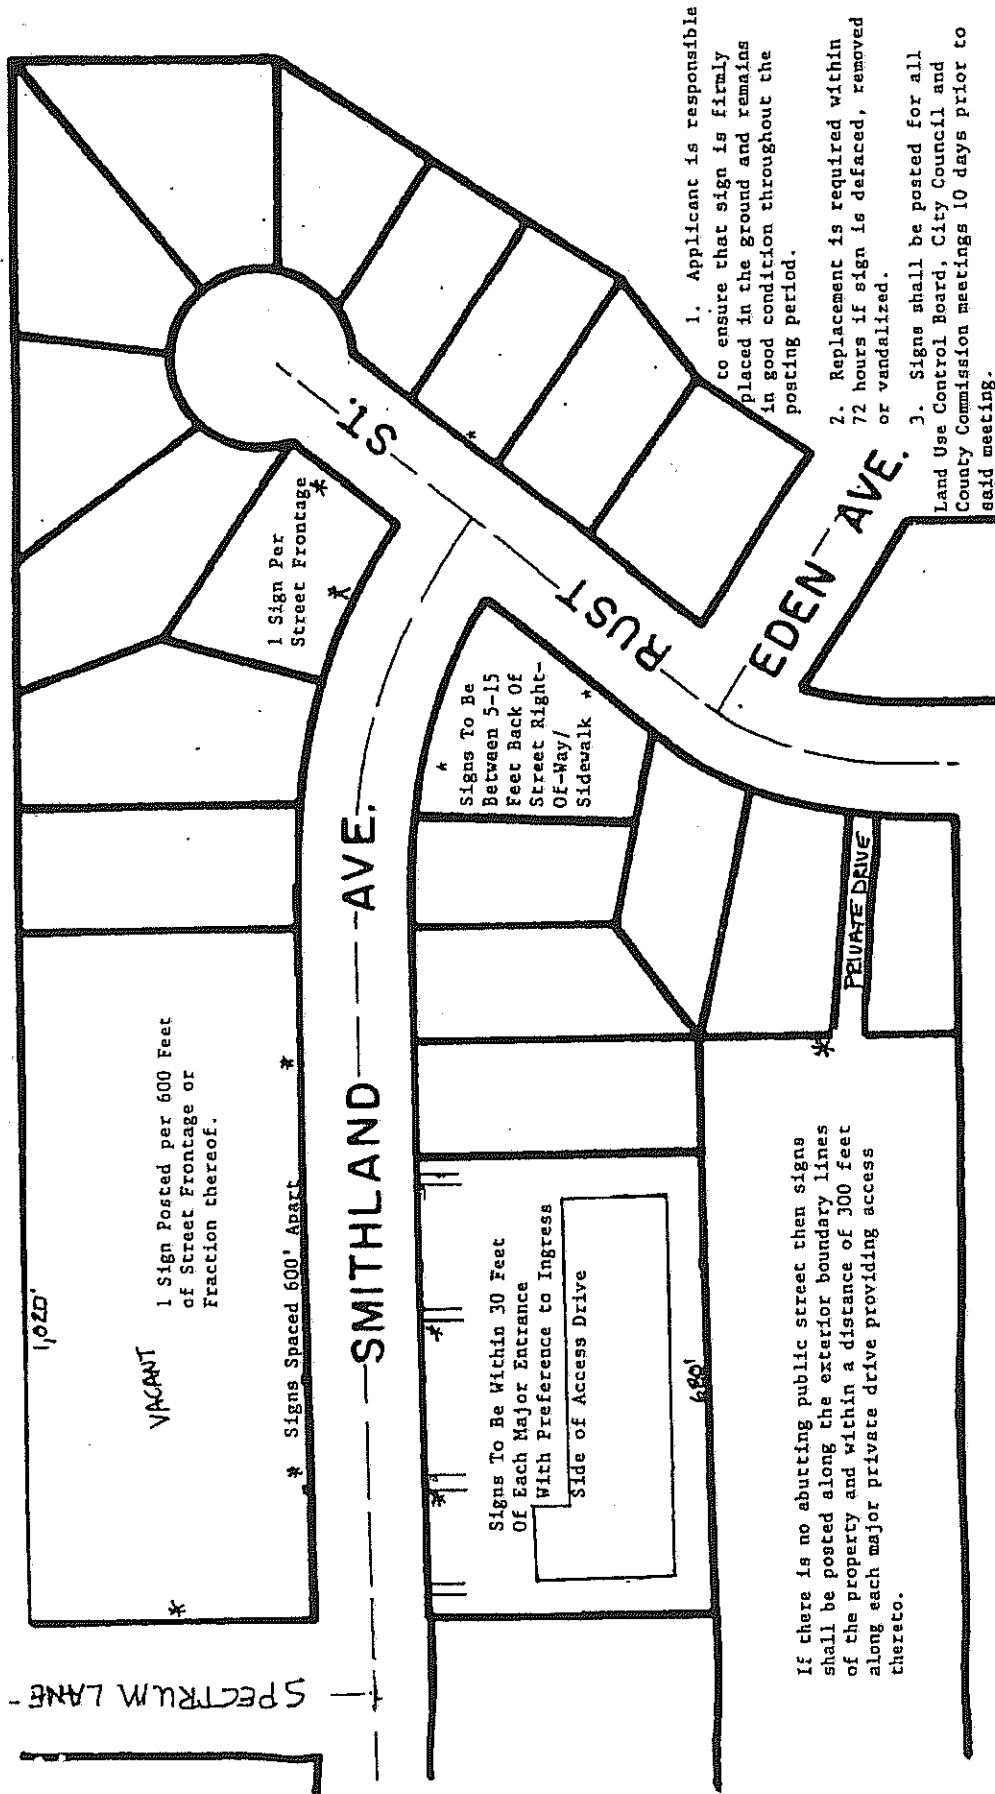 1,020'
VACANT
1 Sign Posted per 600 Feet
of Street Frontage or
Fraction thereof.
* Signs Spaced 600' Apart
*
*
SPECTRUM LANE
SMITHLAND AVE.
1 Sign Per
Street Frontage
*
*
RUST ST.
*
*
Signs To Be
Between 5-15
Feet Back Of
Street Right-
Of-Way/
Sidewalk *
EDEN AVE.
*
*
Signs To Be Within 30 Feet
Of Each Major Entrance
With Preference to Ingress
Side of Access Drive
680'
PRIVATE DRIVE
*
If there is no abutting public street then signs
shall be posted along the exterior boundary lines
of the property and within a distance of 300 feet
along each major private drive providing access
thereto.
1. Applicant is responsible
to ensure that sign is firmly
placed in the ground and remains
in good condition throughout the
posting period.
2. Replacement is required within
72 hours if sign is defaced, removed
or vandalized.
3. Signs shall be posted for all
Land Use Control Board, City Council and
County Commission meetings 10 days prior to
said meeting.